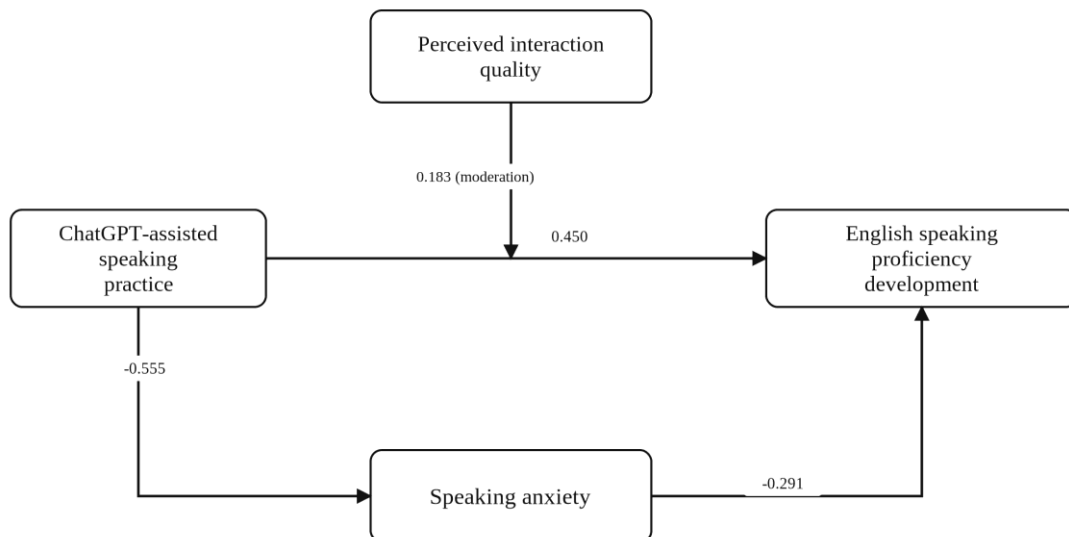 Perceived interaction
quality
0.183 (moderation)
ChatGPT-assisted
speaking
practice
0.450
English speaking
proficiency
development
-0.555
Speaking anxiety
-0.291